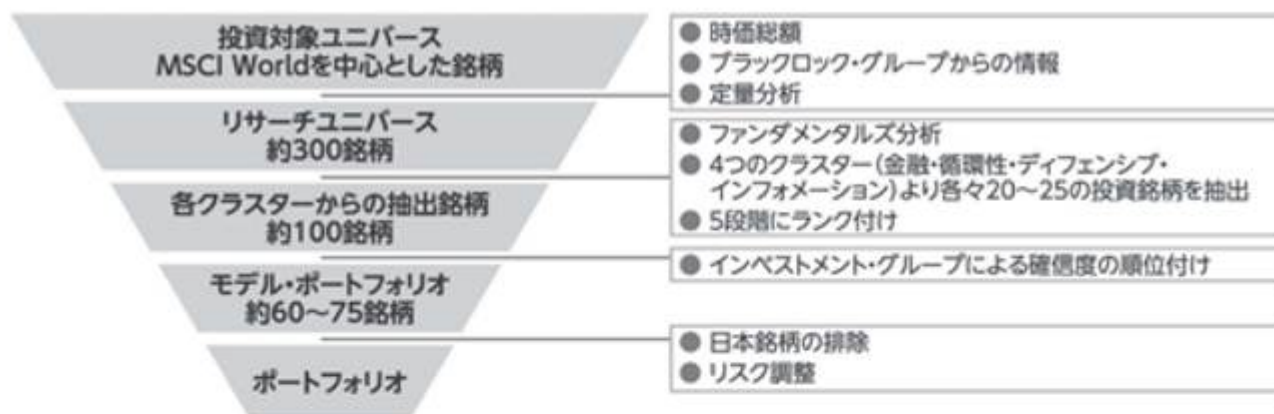 投資対象ユニバース
MSCI Worldを中心とした銘柄
● 時価総額
● ブラックロック・グループからの情報
● 定量分析
リサーチユニバース
約300銘柄
● ファンダメンタルズ分析
● 4つのクラスター(金融・循環性・ディフェンシブ・
インフォメーション)より各々20〜25の投資銘柄を抽出
● 5段階にランク付け
各クラスターからの抽出銘柄
約100銘柄
● インベストメント・グループによる確信度の順位付け
モデル・ポートフォリオ
約60〜75銘柄
● 日本銘柄の排除
● リスク調整
ポートフォリオ